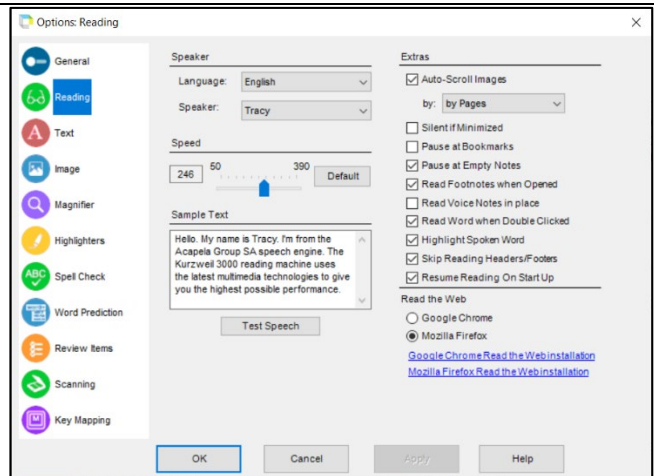 Options: Reading
General
Reading
Text
Image
Magnifier
Highlighters
Spell Check
Word Prediction
Review Items
Scanning
Key Mapping
ABC
A
Speaker
Language: English
Speaker: Tracy
Speed
246 50 390 Default
Sample Text
Hello. My name is Tracy. I'm from the
Acapela Group SA speech engine. The
Kurzweil 3000 reading machine uses
the latest multimedia technologies to give
you the highest possible performance.
Test Speech
Extras
Auto-Scroll Images
by: by Pages
Silent if Minimized
Pause at Bookmarks
Pause at Empty Notes
Read Footnotes when Opened
Read Voice Notes in place
Read Word when Double Clicked
Highlight Spoken Word
Skip Reading Headers/Footers
Resume Reading On Start Up
Read the Web
Google Chrome
Mozilla Firefox
Google Chrome Read the Web installation
Mozilla Firefox Read the Web installation
OK Cancel Apply Help